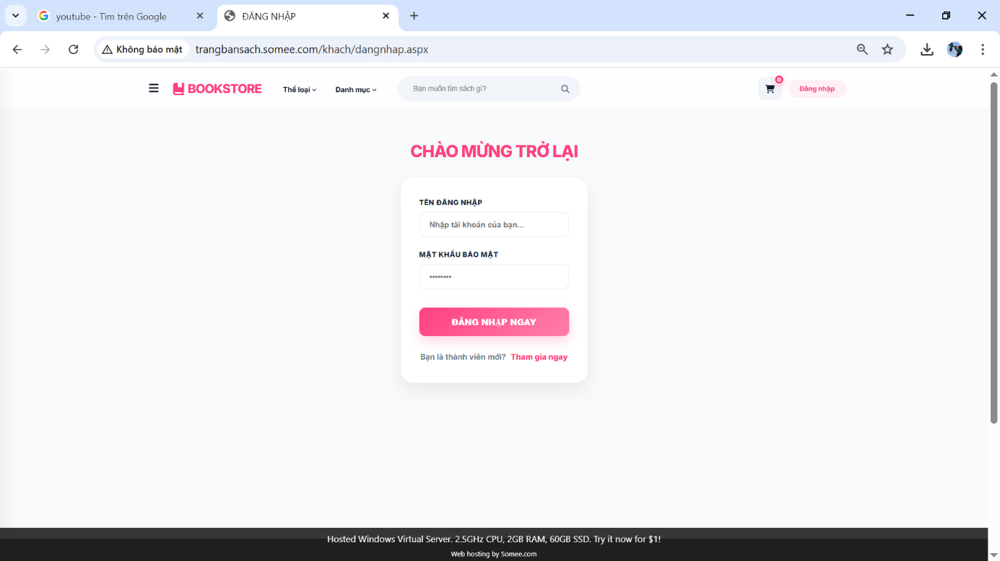 youtube - Tìm trên Google
ĐĂNG NHẬP
Không bảo mật
trangbansach.somee.com/khach/dangnhap.aspx
BOOKSTORE
Thể loại
Danh mục
Bạn muốn tìm sách gì?
0
Đăng nhập
CHÀO MỪNG TRỞ LẠI
TÊN ĐĂNG NHẬP
Nhập tài khoản của bạn...
MẬT KHẨU BẢO MẬT
••••••••
ĐĂNG NHẬP NGAY
Bạn là thành viên mới? Tham gia ngay
Hosted Windows Virtual Server. 2.5GHz CPU, 2GB RAM, 60GB SSD. Try it now for $1!
Web hosting by Somee.com